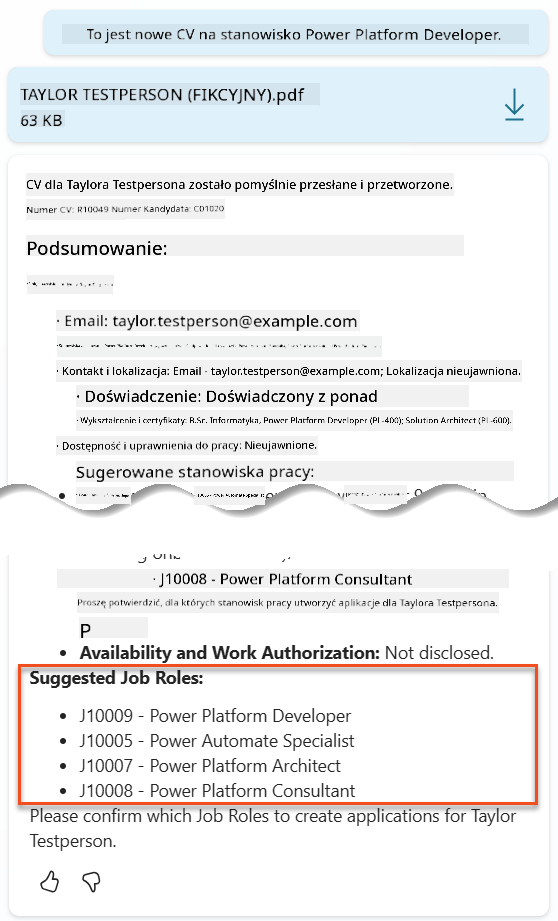 To jest nowe CV na stanowisko Power Platform Developer.
TAYLOR TESTPERSON (FIKCYJNY).pdf
63 KB
CV dla Taylora Testpersona zostało pomyślnie przesłane i przetworzone.
Numer CV: R10049 Numer Kandydata: C01020
Podsumowanie:
· Email: taylor.testperson@example.com
· Kontakt i lokalizacja: Email - taylor.testperson@example.com; Lokalizacja nieujawniona.
· Doświadczenie: Doświadczony z ponad
· Wykształcenie i certyfikaty: B.Sc. Informatyka, Power Platform Developer (PL-400); Solution Architect (PL-600).
· Dostępność i uprawnienia do pracy: Nieujawnione.
Sugerowane stanowiska pracy:
· J10008 - Power Platform Consultant
Proszę potwierdzić, dla których stanowisk pracy utworzyć aplikacje dla Taylora Testpersona.
P
• Availability and Work Authorization: Not disclosed.
Suggested Job Roles:
• J10009 - Power Platform Developer
• J10005 - Power Automate Specialist
• J10007 - Power Platform Architect
• J10008 - Power Platform Consultant
Please confirm which Job Roles to create applications for Taylor
Testperson.